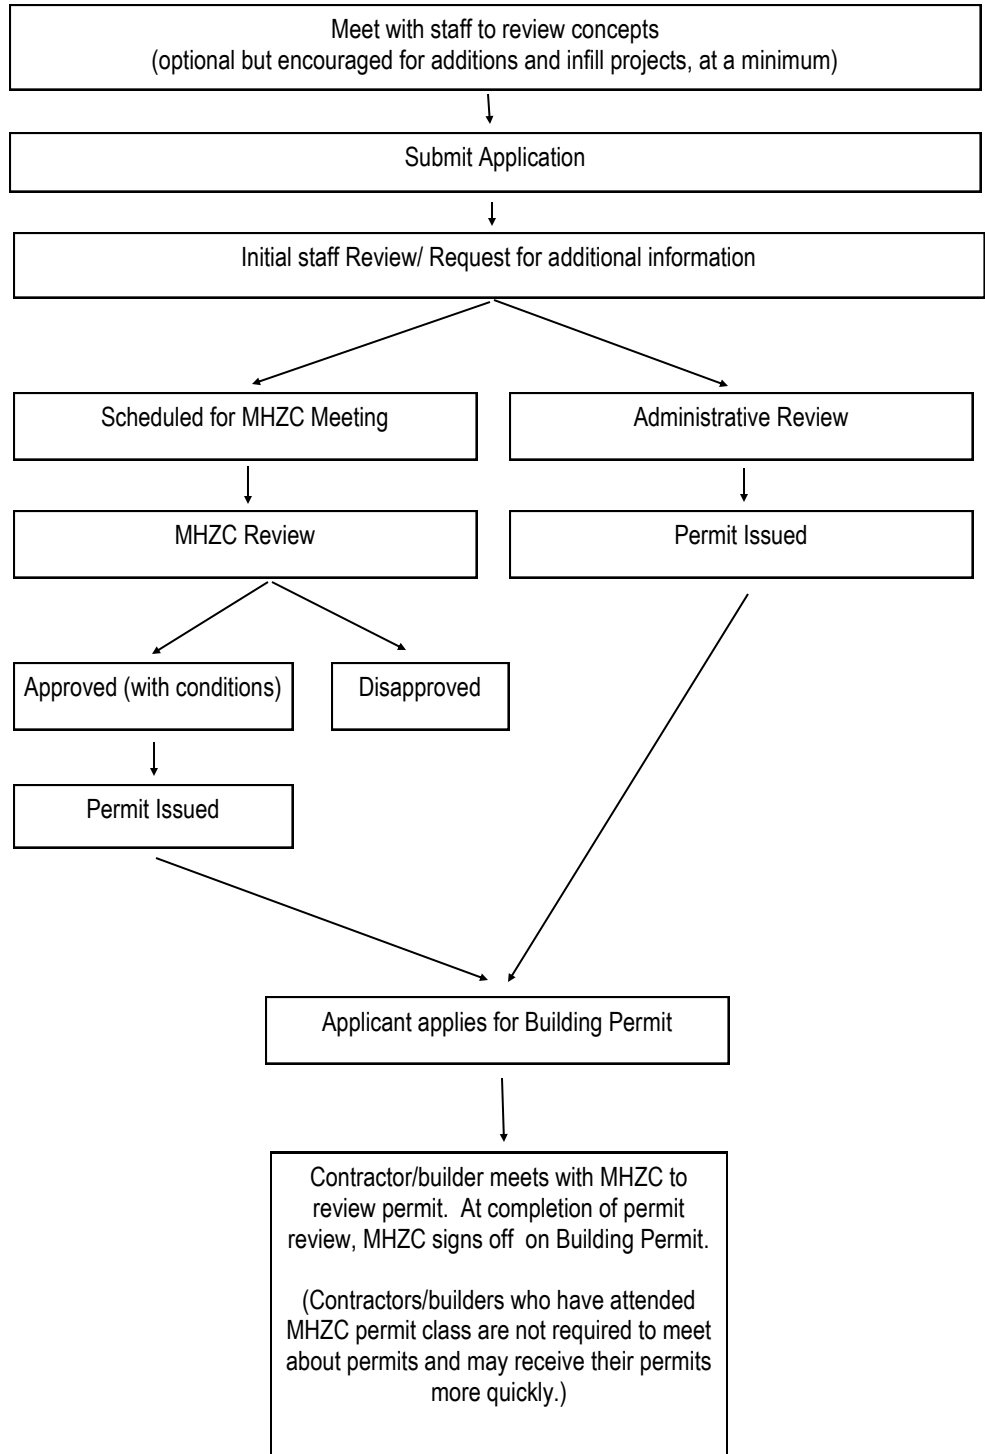 Meet with staff to review concepts
(optional but encouraged for additions and infill projects, at a minimum)
Submit Application
Initial staff Review/ Request for additional information
Scheduled for MHZC Meeting
Administrative Review
MHZC Review
Permit Issued
Approved (with conditions)
Disapproved
Permit Issued
Applicant applies for Building Permit
Contractor/builder meets with MHZC to
review permit.  At completion of permit
review, MHZC signs off  on Building Permit.
(Contractors/builders who have attended
MHZC permit class are not required to meet
about permits and may receive their permits
more quickly.)